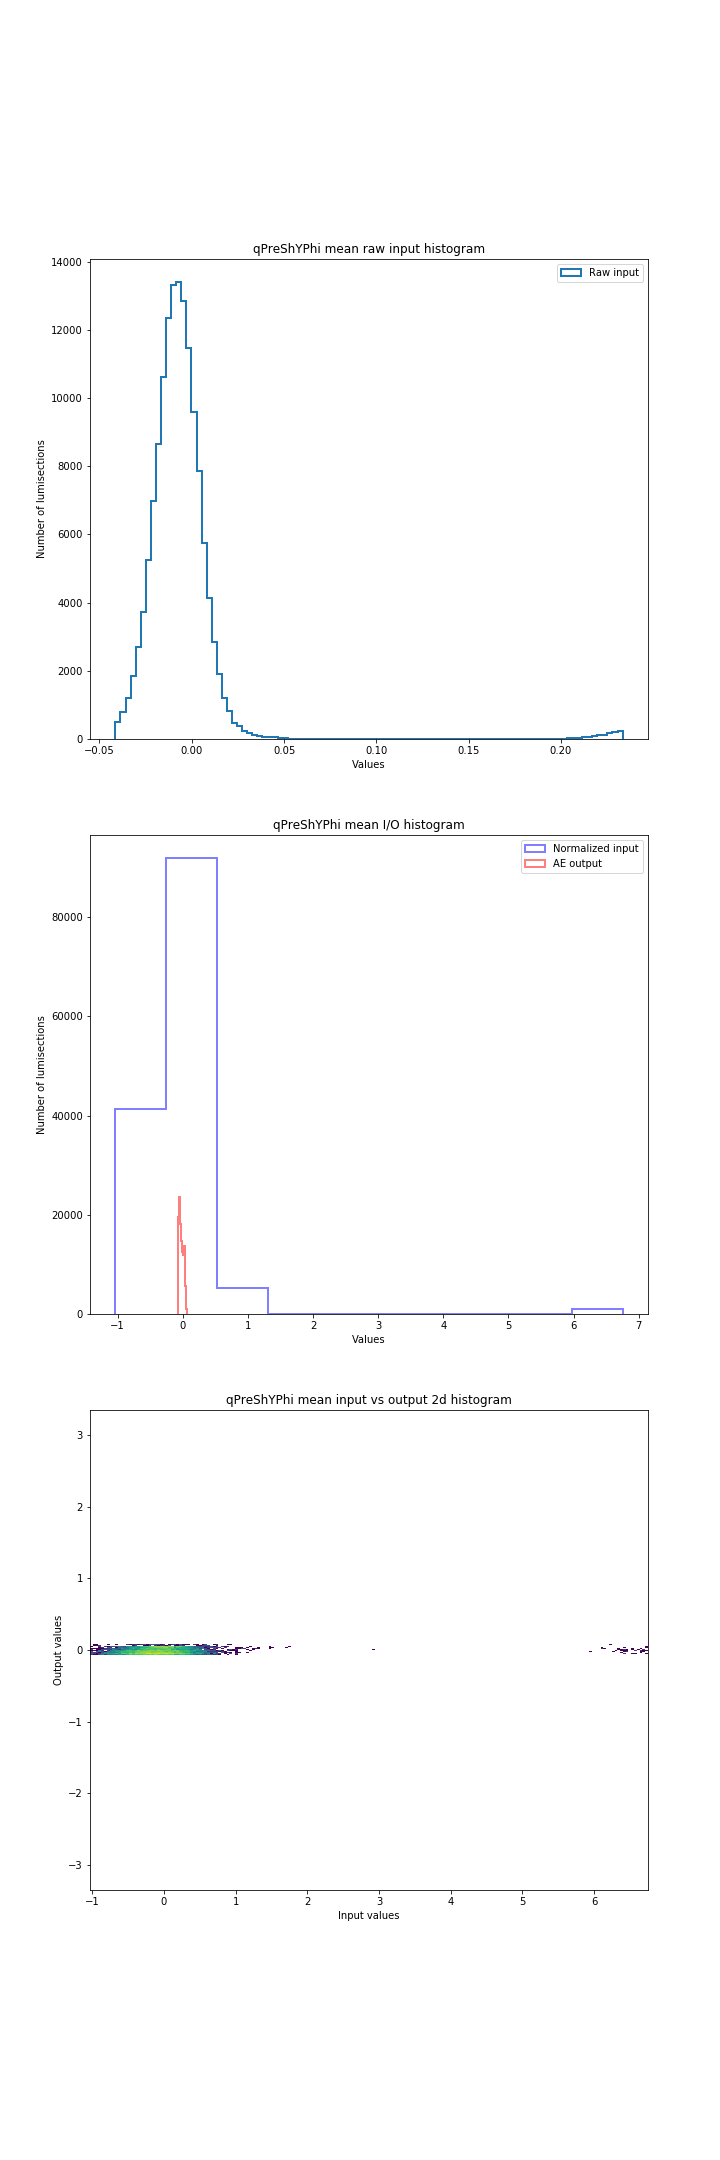 qPreShYPhi mean raw input histogram
14000
12000
10000
8000
6000
4000
2000
0
Number of lumisections
Raw input
−0.05 0.00 0.05 0.10 0.15 0.20
Values
qPreShYPhi mean I/O histogram
80000
60000
40000
20000
0
Number of lumisections
Normalized input
AE output
−1 0 1 2 3 4 5 6 7
Values
qPreShYPhi mean input vs output 2d histogram
3
2
1
0
−1
−2
−3
Output values
−1 0 1 2 3 4 5 6
Input values